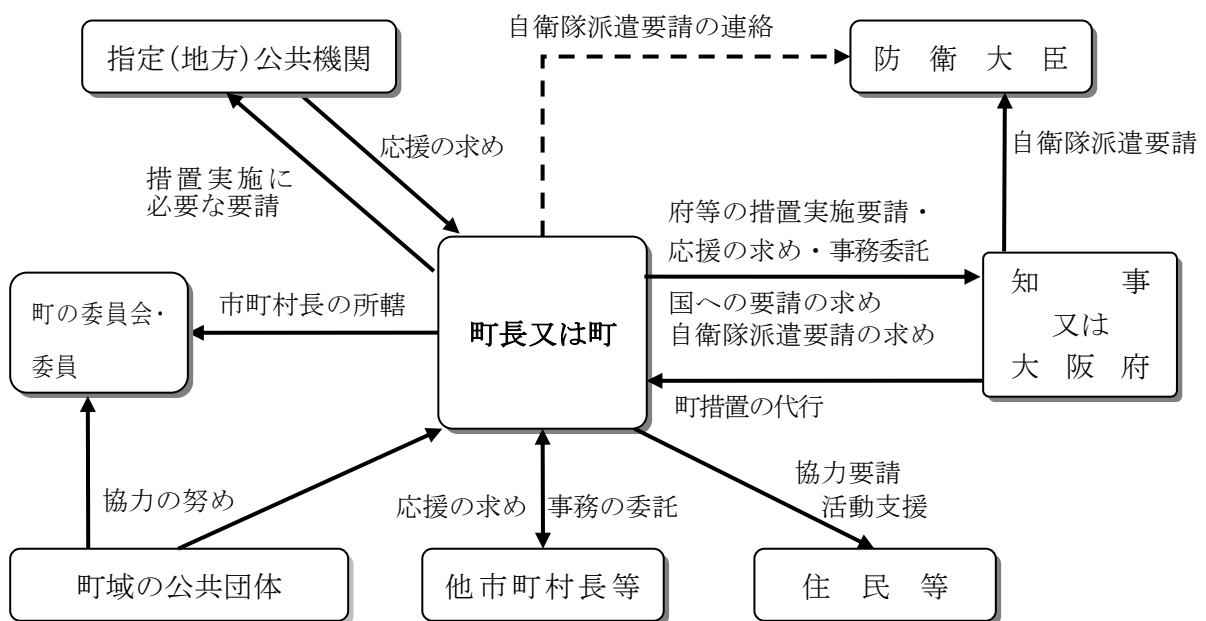 自衛隊派遣要請の連絡
指定(地方)公共機関
防衛大臣
応援の求め
自衛隊派遣要請
措置実施に
必要な要請
府等の措置実施要請・
応援の求め・事務委託
町の委員会・
委員
市町村長の所轄
町長又は町
国への要請の求め
自衛隊派遣要請の求め
知事
又は
大阪府
町措置の代行
協力の努め
応援の求め
事務の委託
協力要請
活動支援
町域の公共団体
他市町村長等
住民等